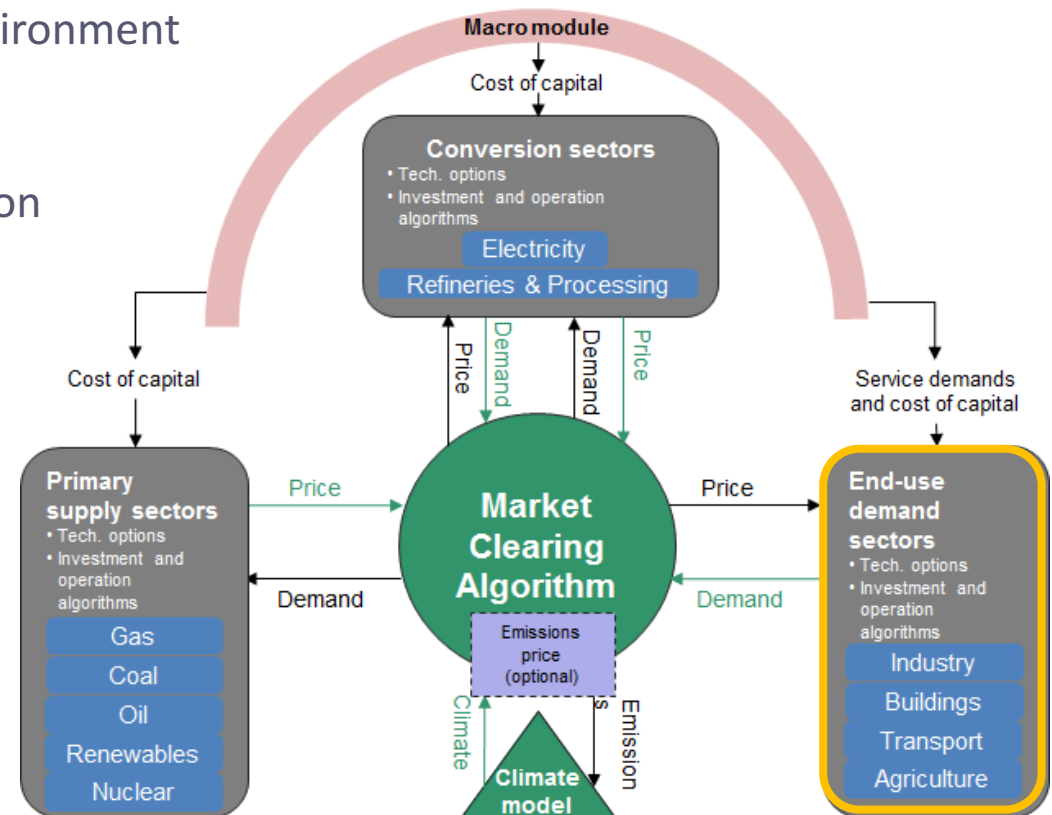 ironment
on
Macro module
Cost of capital
Conversion sectors
• Tech. options
• Investment and operation
algorithms
Electricity
Refineries & Processing
Price
Demand
Demand
Price
Cost of capital
Service demands
and cost of capital
Primary
supply sectors
• Tech. options
• Investment and
operation
algorithms
Gas
Coal
Oil
Renewables
Nuclear
Price
Demand
Market
Clearing
Algorithm
Emissions
price
(optional)
Price
Demand
End-use
demand
sectors
• Tech. options
• Investment and
operation
algorithms
Industry
Buildings
Transport
Agriculture
Climate
Emission
s
Climate
model